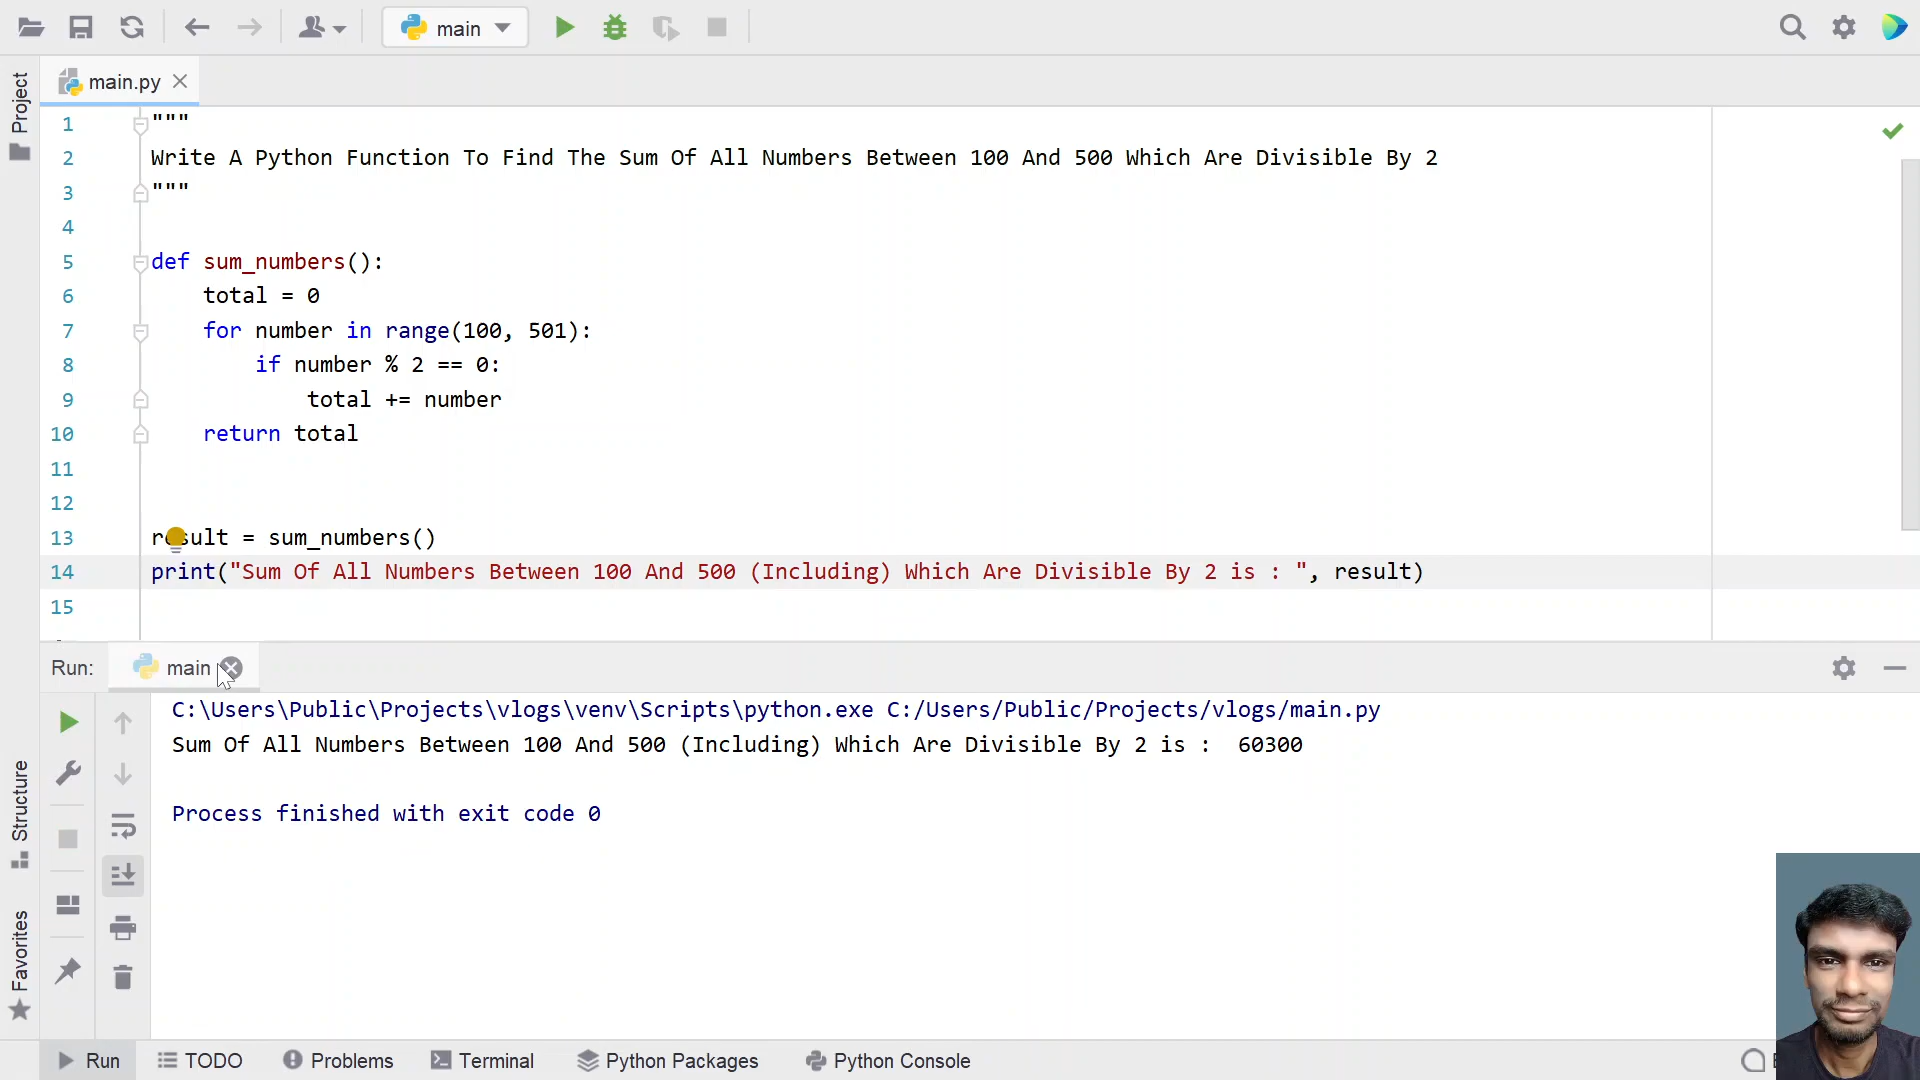 main
main.py
Project
1 """
2 Write A Python Function To Find The Sum Of All Numbers Between 100 And 500 Which Are Divisible By 2
3 """
4
5 def sum_numbers():
6     total = 0
7     for number in range(100, 501):
8         if number % 2 == 0:
9             total += number
10     return total
11
12
13 result = sum_numbers()
14 print("Sum Of All Numbers Between 100 And 500 (Including) Which Are Divisible By 2 is : ", result)
15
Run: main
C:\Users\Public\Projects\vlogs\venv\Scripts\python.exe C:/Users/Public/Projects/vlogs/main.py
Sum Of All Numbers Between 100 And 500 (Including) Which Are Divisible By 2 is :  60300
Process finished with exit code 0
Structure
Favorites
Run TODO Problems Terminal Python Packages Python Console